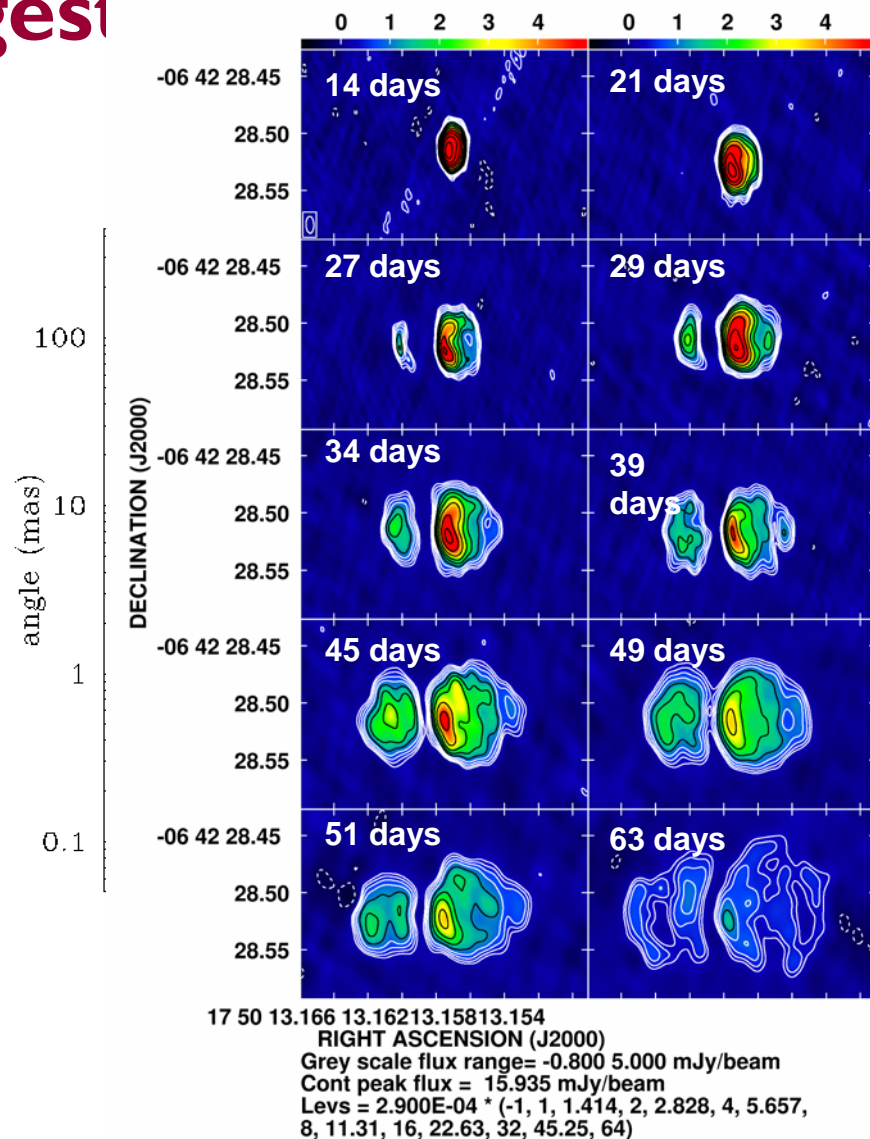 gest
0 1 2 3 4
0 1 2 3 4
-06 42 28.45
28.50
28.55
14 days
21 days
-06 42 28.45
28.50
28.55
27 days
29 days
-06 42 28.45
28.50
28.55
34 days
39
days
-06 42 28.45
28.50
28.55
45 days
49 days
-06 42 28.45
28.50
28.55
51 days
63 days
100
10
1
0.1
angle (mas)
DECLINATION (J2000)
17 50 13.166 13.16213.15813.154
RIGHT ASCENSION (J2000)
Grey scale flux range= -0.800 5.000 mJy/beam
Cont peak flux = 15.935 mJy/beam
Levs = 2.900E-04 * (-1, 1, 1.414, 2, 2.828, 4, 5.657,
8, 11.31, 16, 22.63, 32, 45.25, 64)